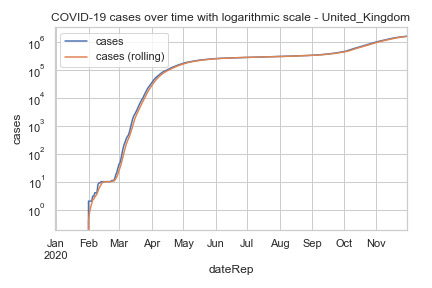 COVID-19 cases over time with logarithmic scale - United_Kingdom
cases
cases (rolling)
10⁶
10⁵
10⁴
10³
10²
10¹
10⁰
cases
Jan Feb Mar Apr May Jun Jul Aug Sep Oct Nov
2020
dateRep